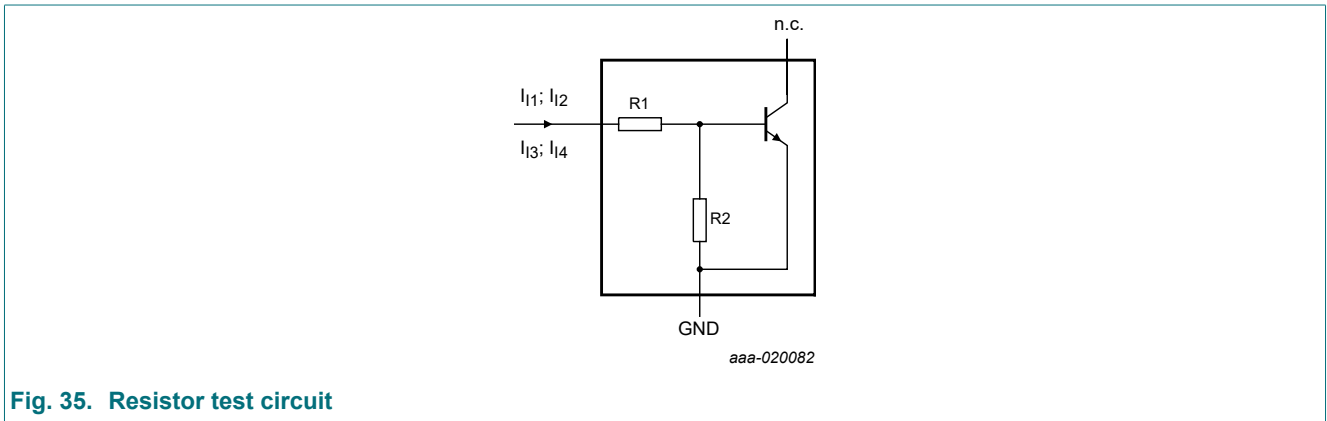 n.c.
I_I1; I_I2
R1
I_I3; I_I4
R2
GND
aaa-020082
Fig. 35. Resistor test circuit